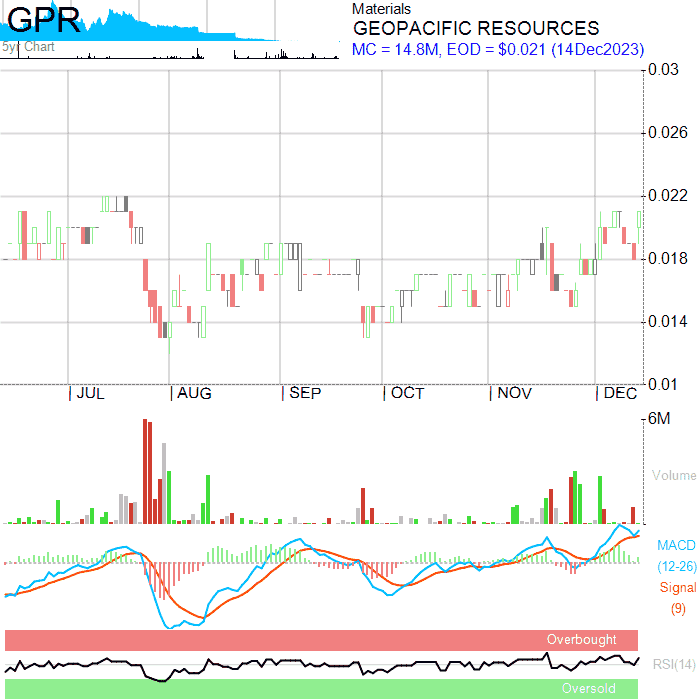 GPR
5yr Chart
Materials
GEOPACIFIC RESOURCES
MC = 14.8M, EOD = $0.021 (14Dec2023)
0.03
0.026
0.022
0.018
0.014
0.01
JUL AUG SEP OCT NOV DEC
6M
Volume
MACD
(12-26)
Signal
(9)
Overbought
RSI(14)
Oversold